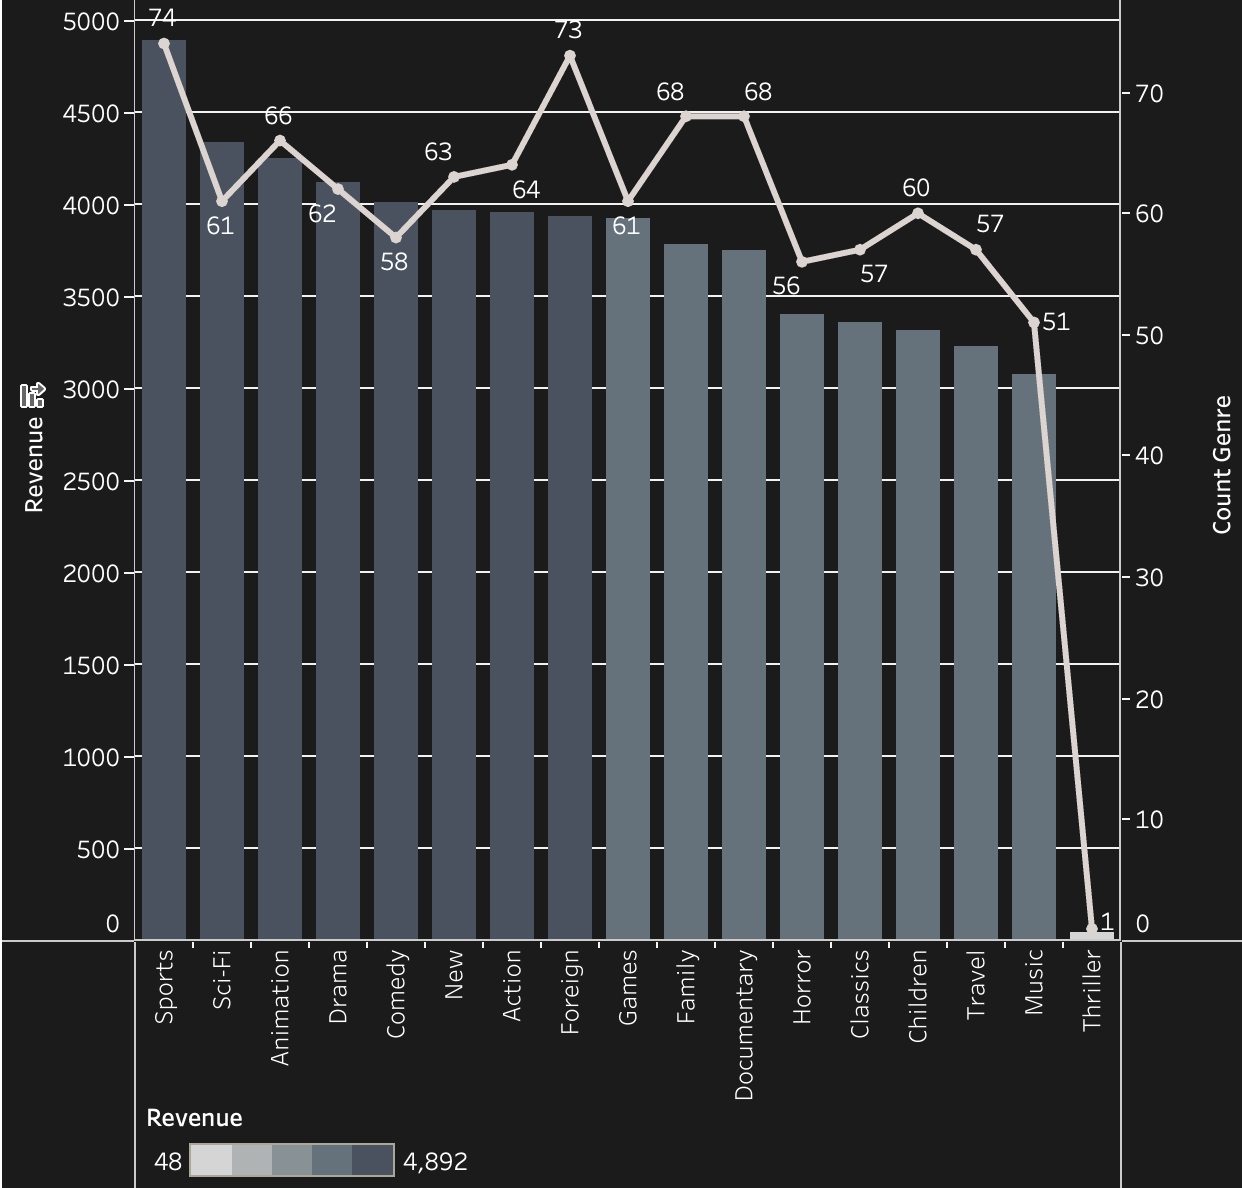 5000
4500
4000
3500
3000
2500
2000
1500
1000
500
0
Revenue
74
61
66
62
58
63
64
73
61
68
68
56
57
60
57
51
1
70
60
50
40
30
20
10
0
Count Genre
Sports
Sci-Fi
Animation
Drama
Comedy
New
Action
Foreign
Games
Family
Documentary
Horror
Classics
Children
Travel
Music
Thriller
Revenue
48 4,892